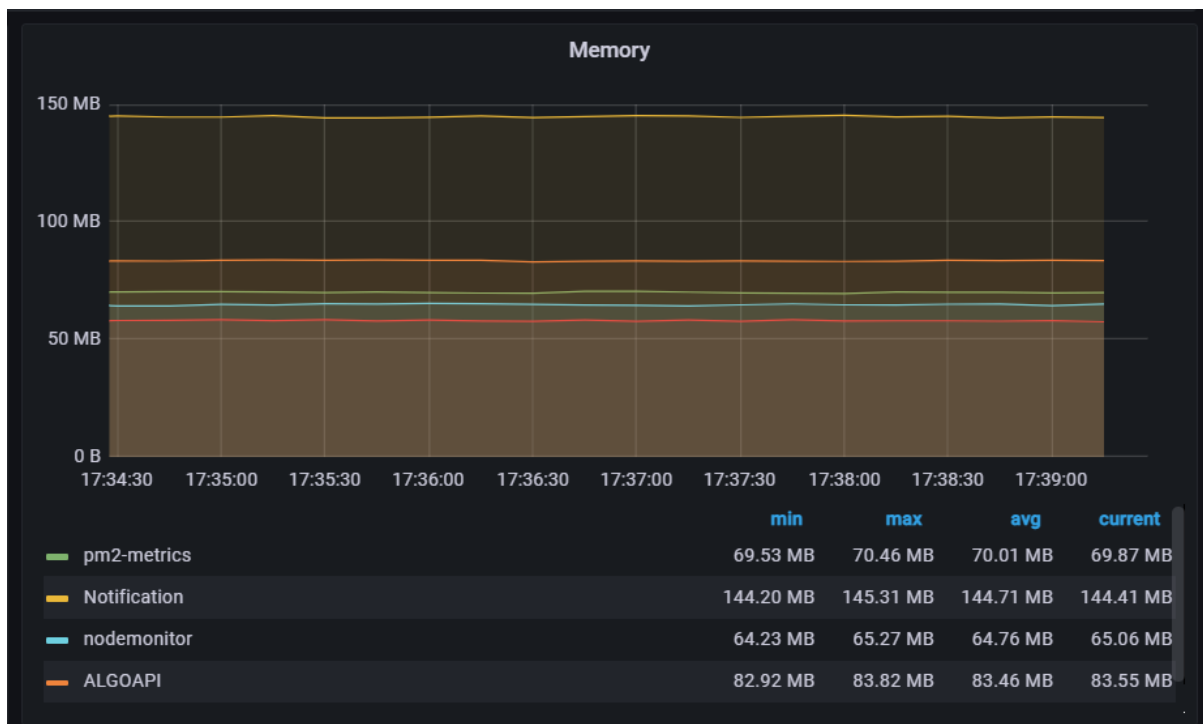 Memory
150 MB
100 MB
50 MB
0 B
17:34:30 17:35:00 17:35:30 17:36:00 17:36:30 17:37:00 17:37:30 17:38:00 17:38:30 17:39:00
min max avg current
pm2-metrics 69.53 MB 70.46 MB 70.01 MB 69.87 MB
Notification 144.20 MB 145.31 MB 144.71 MB 144.41 MB
nodemonitor 64.23 MB 65.27 MB 64.76 MB 65.06 MB
ALGOAPI 82.92 MB 83.82 MB 83.46 MB 83.55 MB